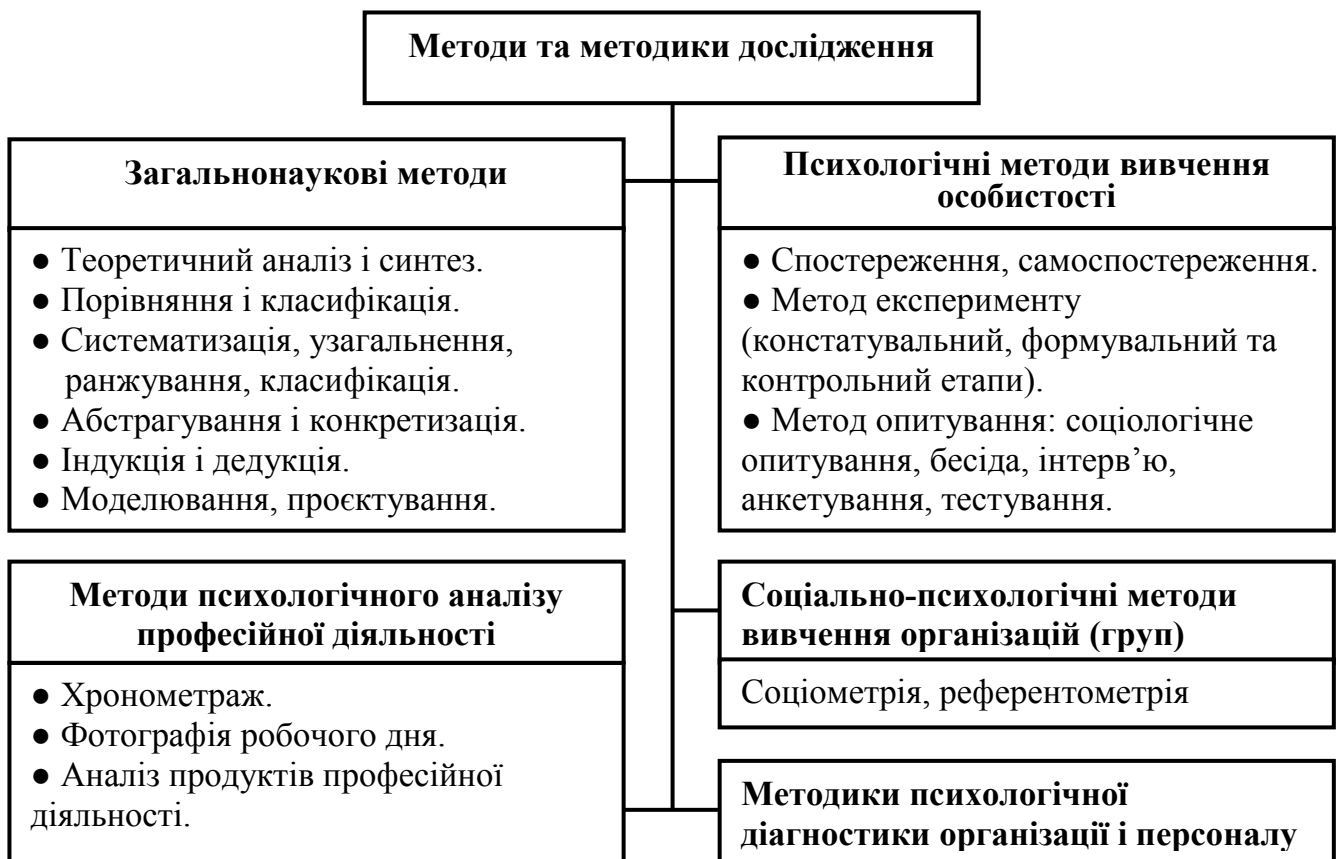 Методи та методики дослідження
Загальнонаукові методи
● Теоретичний аналіз і синтез.
● Порівняння і класифікація.
● Систематизація, узагальнення,
ранжування, класифікація.
● Абстрагування і конкретизація.
● Індукція і дедукція.
● Моделювання, проєктування.
Психологічні методи вивчення
особистості
● Спостереження, самоспостереження.
● Метод експерименту
(констатувальний, формувальний та
контрольний етапи).
● Метод опитування: соціологічне
опитування, бесіда, інтерв’ю,
анкетування, тестування.
Методи психологічного аналізу
професійної діяльності
● Хронометраж.
● Фотографія робочого дня.
● Аналіз продуктів професійної
діяльності.
Соціально-психологічні методи
вивчення організацій (груп)
Соціометрія, референтометрія
Методики психологічної
діагностики організації і персоналу